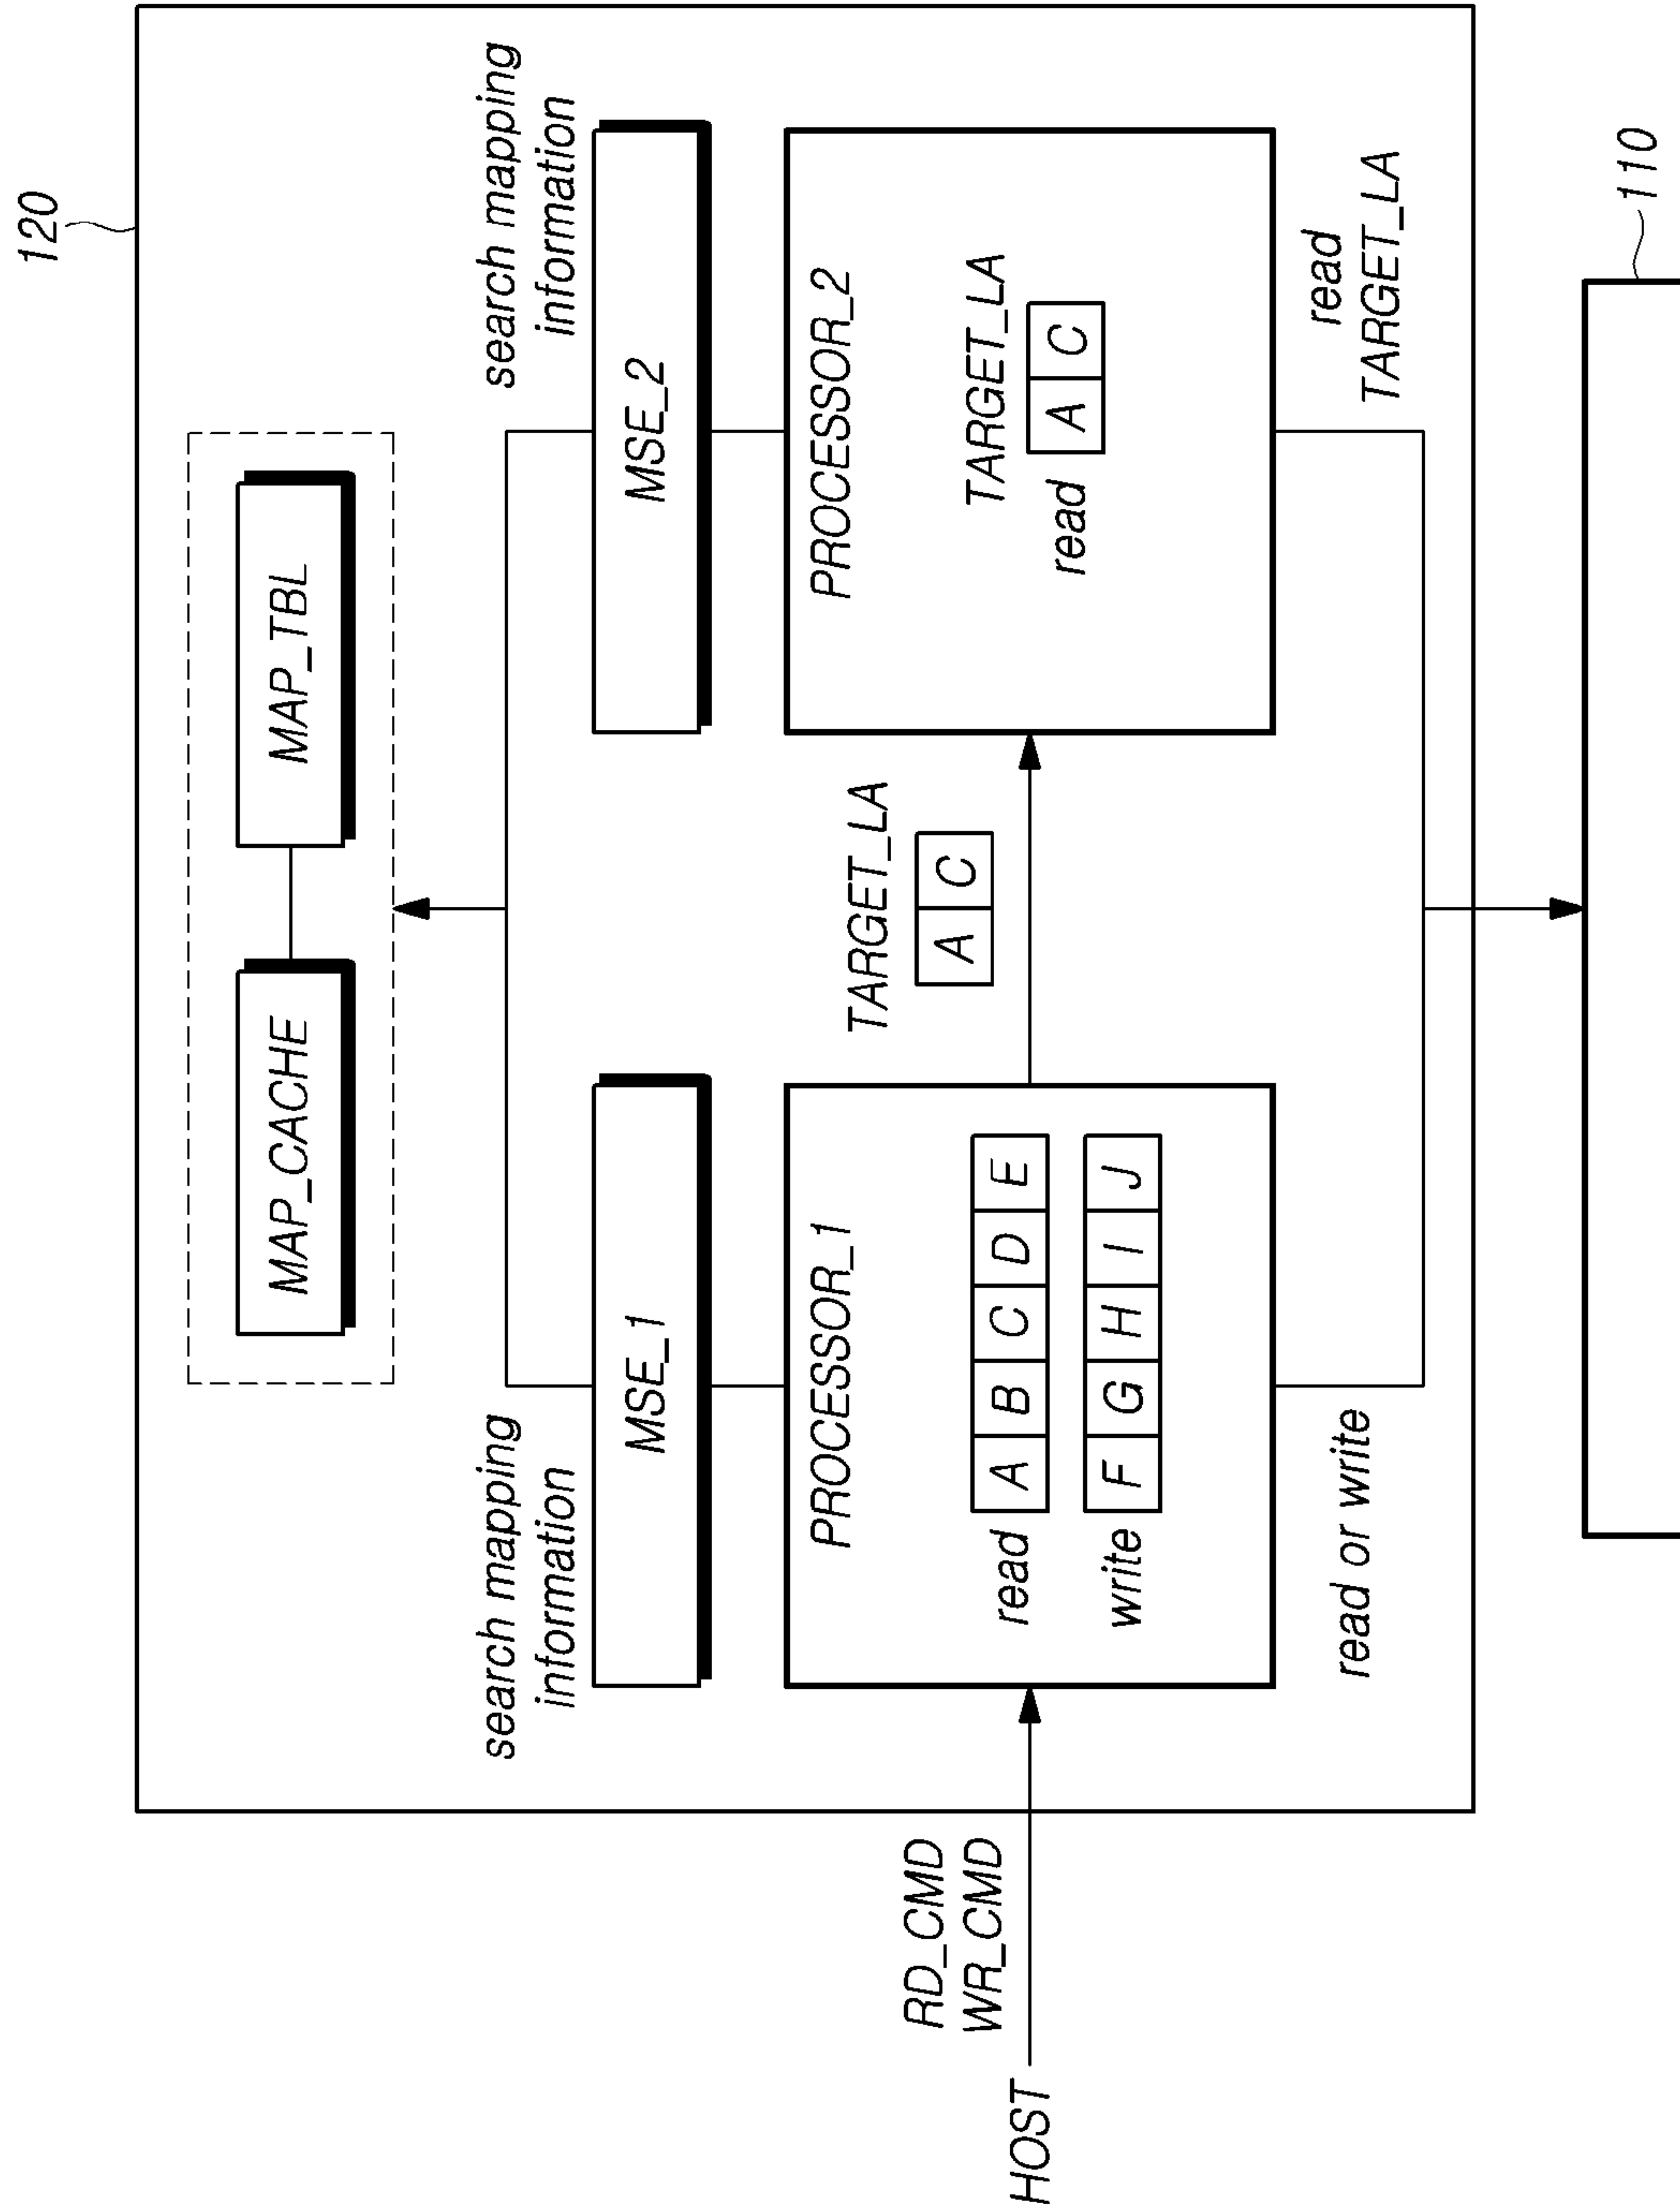 120
MAP_CACHE
MAP_TBL
search mapping
information
search mapping
information
MSE_1
MSE_2
PROCESSOR_1
read A B C D E
write F G H I J
TARGET_LA
A C
PROCESSOR_2
TARGET_LA
read A C
HOST
RD_CMD
WR_CMD
read or write
read
TARGET_LA
110